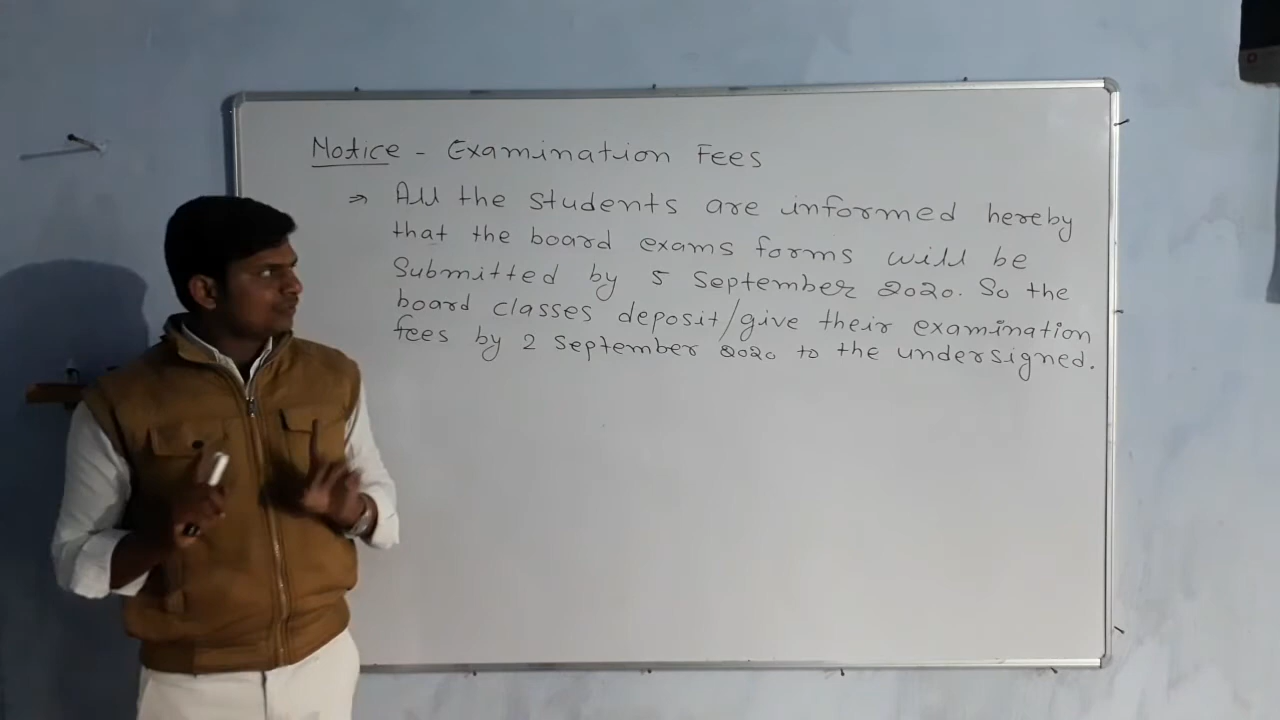 Notice - Examination Fees
⇒ All the students are informed hereby
that the board exams forms will be
Submitted by 5 September 2020. So the
board classes deposit/give their examination
fees by 2 September 2020 to the undersigned.